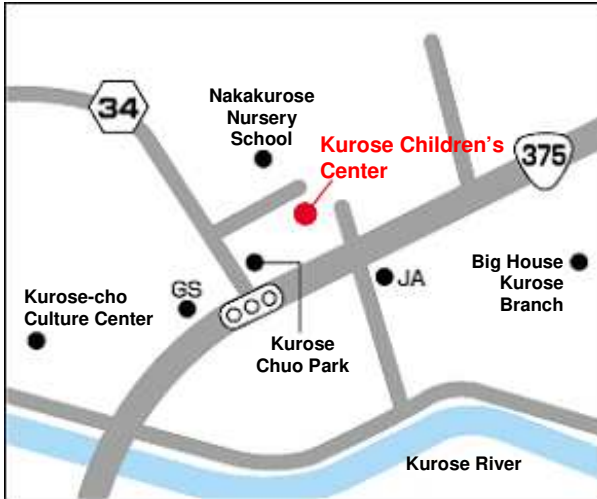 34
Nakakurose
Nursery
School
Kurose Children's
Center
375
GS
JA
Big House
Kurose
Branch
Kurose-cho
Culture Center
Kurose
Chuo Park
Kurose River